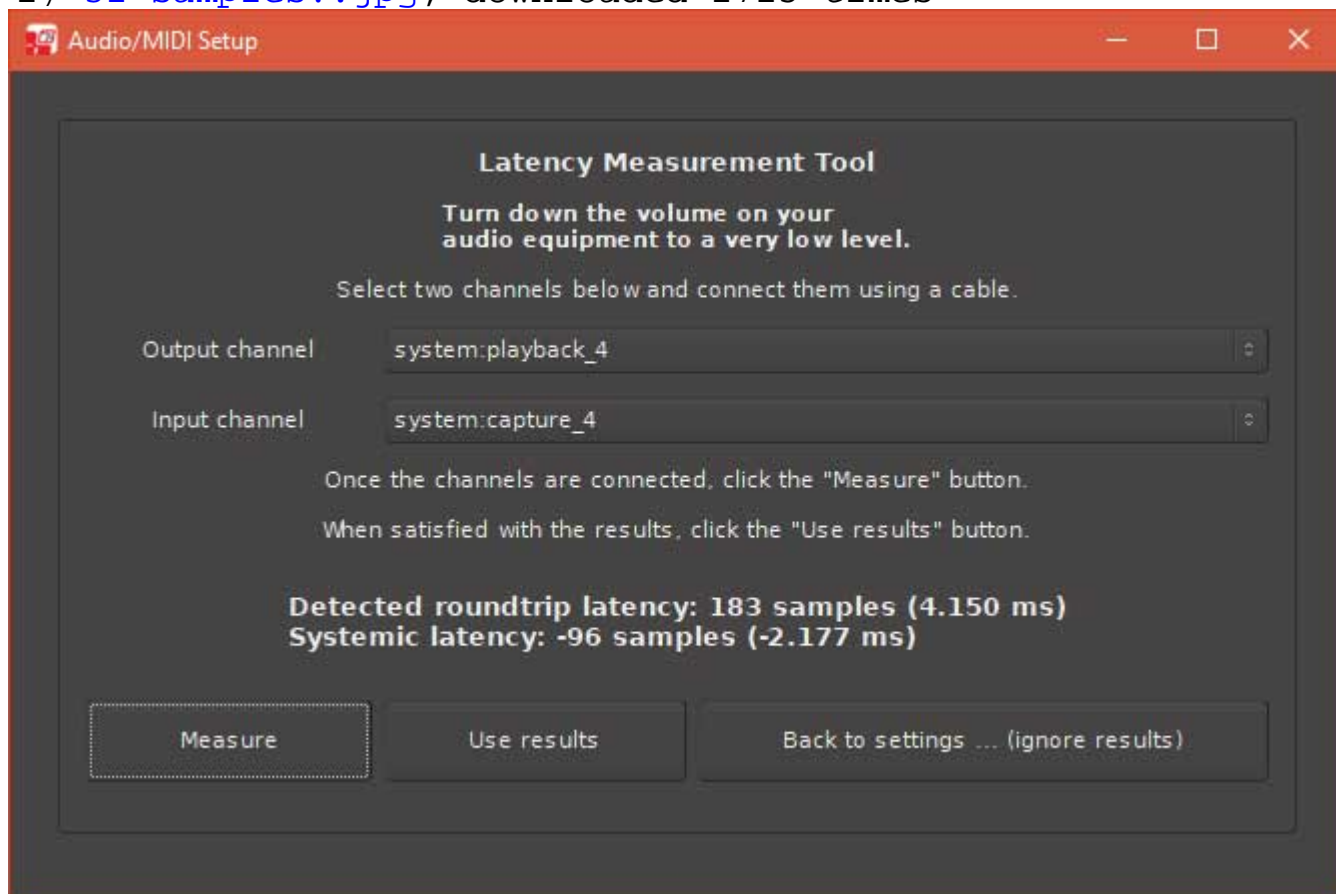 Audio/MIDI Setup
Latency Measurement Tool
Turn down the volume on your
audio equipment to a very low level.
Select two channels below and connect them using a cable.
Output channel system:playback_4
Input channel system:capture_4
Once the channels are connected, click the "Measure" button.
When satisfied with the results, click the "Use results" button.
Detected roundtrip latency: 183 samples (4.150 ms)
Systemic latency: -96 samples (-2.177 ms)
Measure Use results Back to settings ... (ignore results)